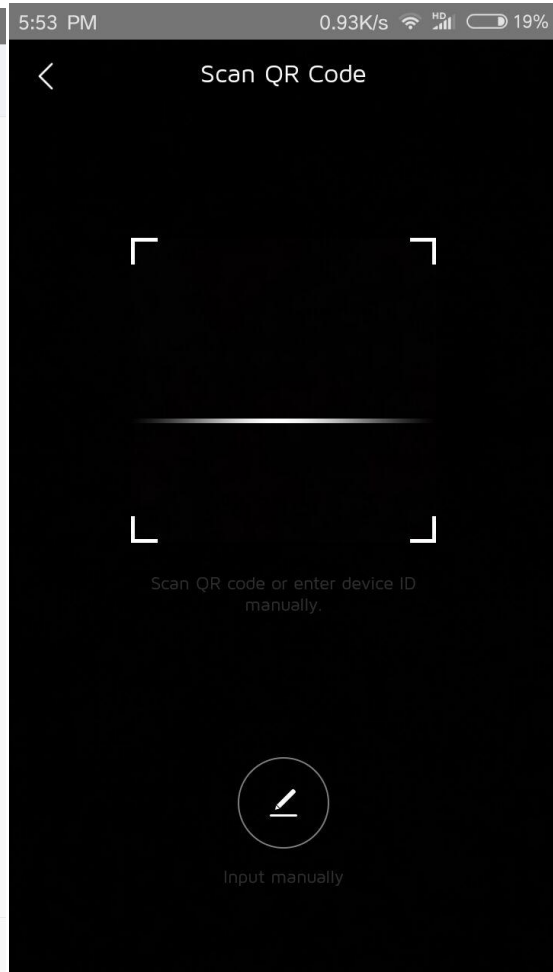 5:53 PM 0.93K/s HD 19%
Scan QR Code
Scan QR code or enter device ID
manually.
Input manually